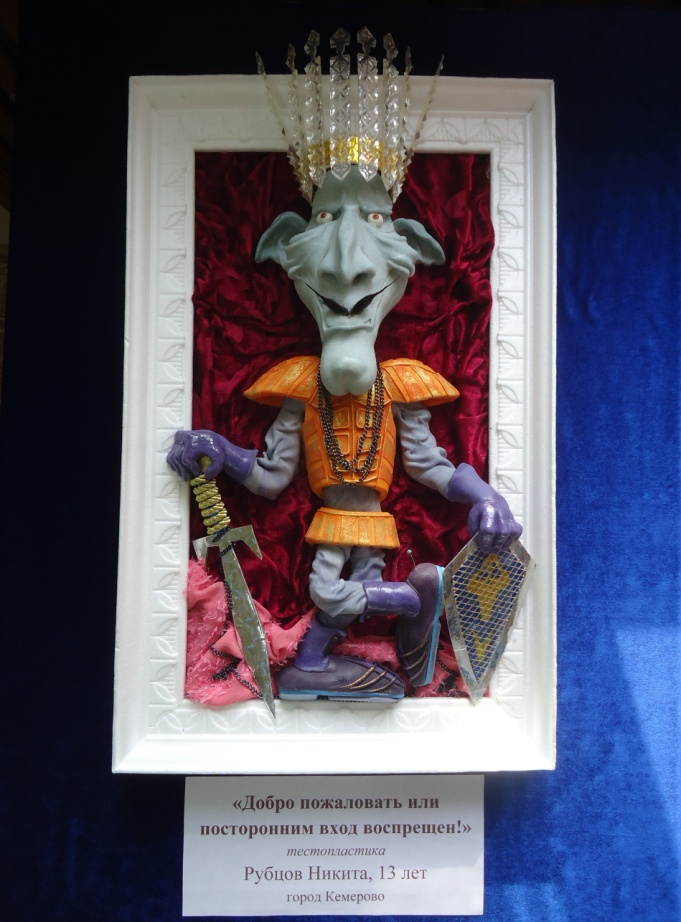 «Добро пожаловать или
посторонним вход воспрещен!»
тестопластика
Рубцов Никита, 13 лет
город Кемерово